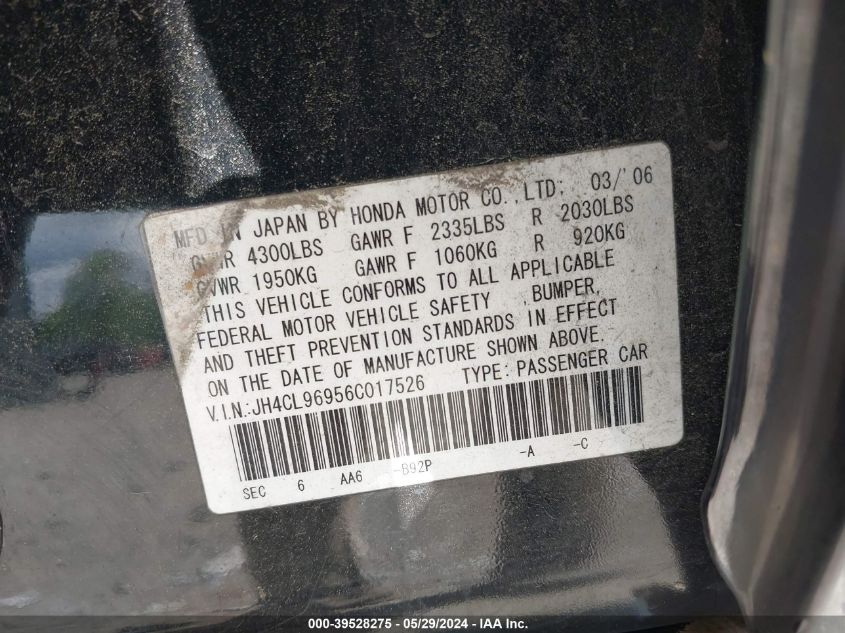 MFD IN JAPAN BY HONDA MOTOR CO., LTD: 03/'06
GVWR 4300LBS GAWR F 2335LBS R 2030LBS
GVWR 1950KG GAWR F 1060KG R 920KG
THIS VEHICLE CONFORMS TO ALL APPLICABLE
FEDERAL MOTOR VEHICLE SAFETY ,BUMPER,
AND THEFT PREVENTION STANDARDS IN EFFECT
ON THE DATE OF MANUFACTURE SHOWN ABOVE.
V.I.N.:JH4CL96956C017526 TYPE:PASSENGER CAR
SEC 6 AA6 -B92P -A -C
000-39528275 - 05/29/2024 - IAA Inc.